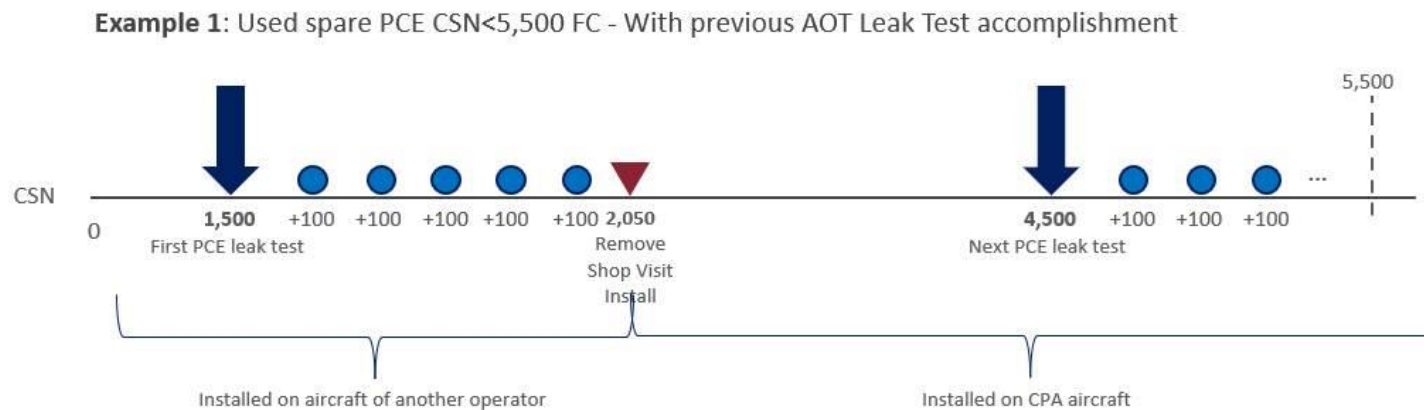 Example 1: Used spare PCE CSN<5,500 FC - With previous AOT Leak Test accomplishment
5,500
CSN
0
1,500 +100 +100 +100 +100 +100 2,050 4,500 +100 +100 +100 ...
First PCE leak test Remove Next PCE leak test
Shop Visit
Install
Installed on aircraft of another operator Installed on CPA aircraft